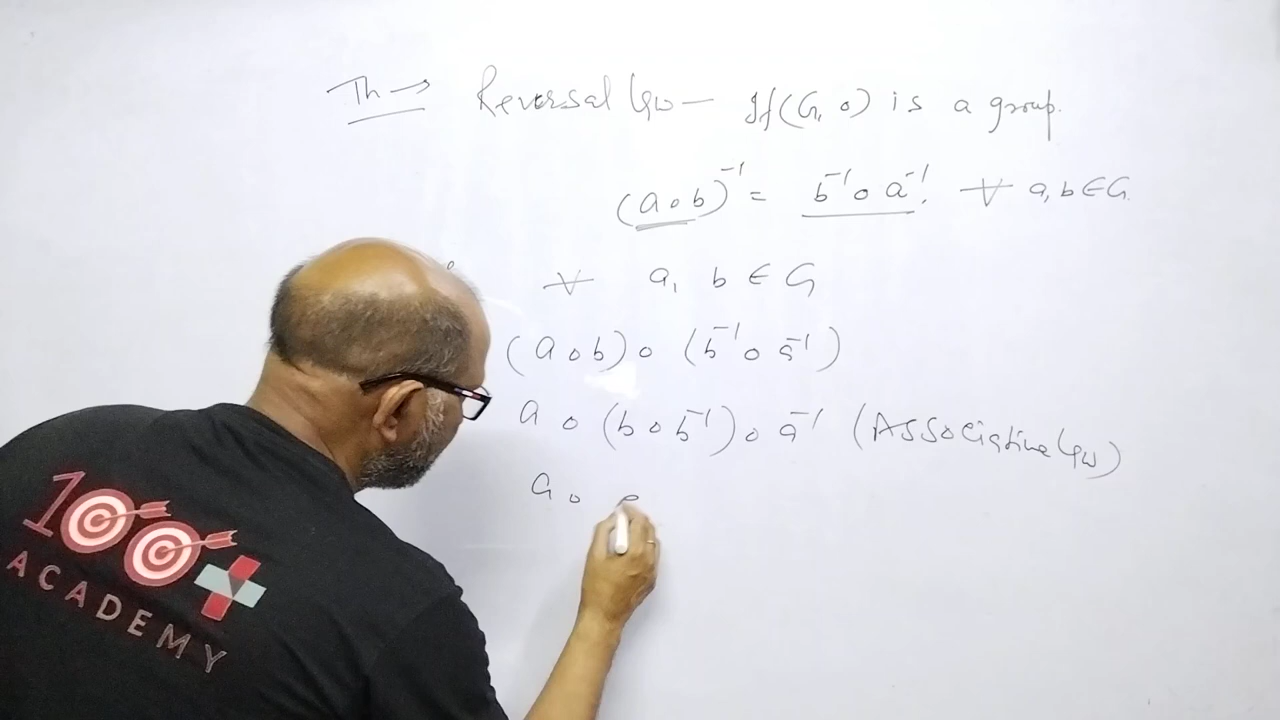 Th → Reversal Law – If (G, o) is a group.
(a o b)⁻¹ = b⁻¹ o a⁻¹. ∀ a, b ∈ G.
∀ a, b ∈ G
(a o b) o (b⁻¹ o a⁻¹)
a o (b o b⁻¹) o a⁻¹ (Associative law)
a o e
100+
ACADEMY